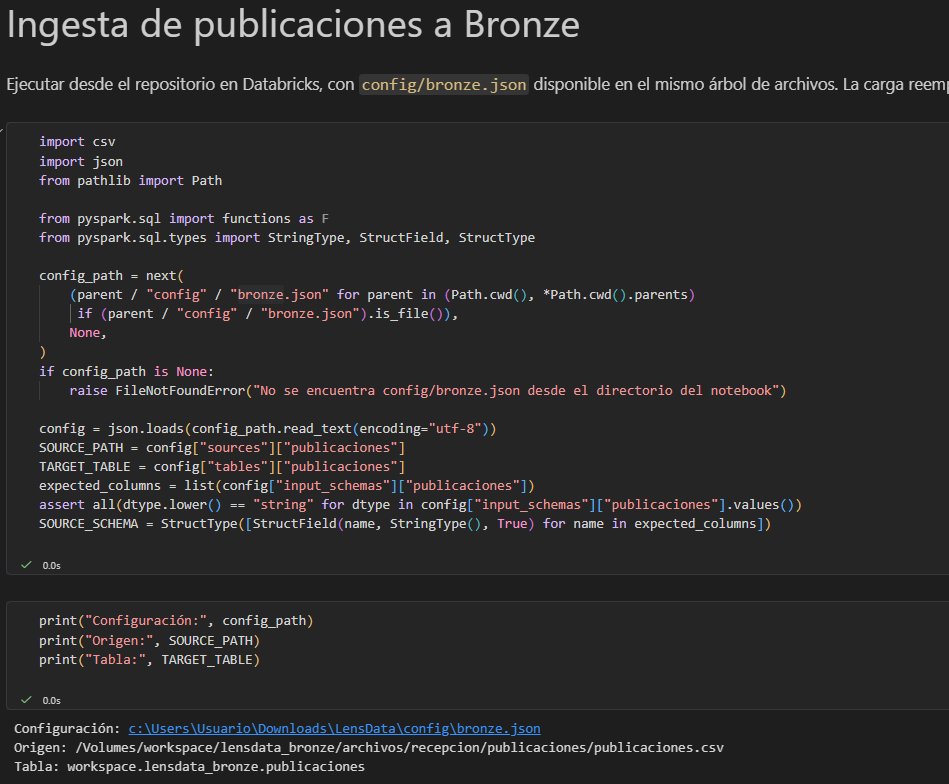 Ingesta de publicaciones a Bronze
Ejecutar desde el repositorio en Databricks, con config/bronze.json disponible en el mismo árbol de archivos. La carga
import csv
import json
from pathlib import Path

from pyspark.sql import functions as F
from pyspark.sql.types import StringType, StructField, StructType

config_path = next(
    (parent / "config" / "bronze.json" for parent in (Path.cwd(), *Path.cwd().parents)
     if (parent / "config" / "bronze.json").is_file()),
    None,
)
if config_path is None:
    raise FileNotFoundError("No se encuentra config/bronze.json desde el directorio del notebook")

config = json.loads(config_path.read_text(encoding="utf-8"))
SOURCE_PATH = config["sources"]["publicaciones"]
TARGET_TABLE = config["tables"]["publicaciones"]
expected_columns = list(config["input_schemas"]["publicaciones"])
assert all(dtype.lower() == "string" for dtype in config["input_schemas"]["publicaciones"].values())
SOURCE_SCHEMA = StructType([StructField(name, StringType(), True) for name in expected_columns])
0.0s
print("Configuración:", config_path)
print("Origen:", SOURCE_PATH)
print("Tabla:", TARGET_TABLE)
0.0s
Configuración: c:\Users\Usuario\Downloads\LensData\config\bronze.json
Origen: /Volumes/workspace/lensdata_bronze/archivos/recepcion/publicaciones/publicaciones.csv
Tabla: workspace.lensdata_bronze.publicaciones